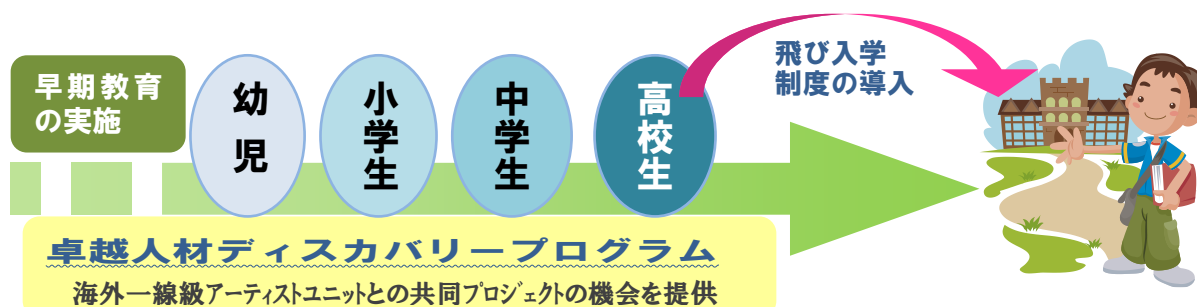 早期教育
の実施
幼児
小学生
中学生
高校生
飛び入学
制度の導入
卓越人材ディスカバリープログラム
海外一線級アーティストユニットとの共同プロジェクトの機会を提供